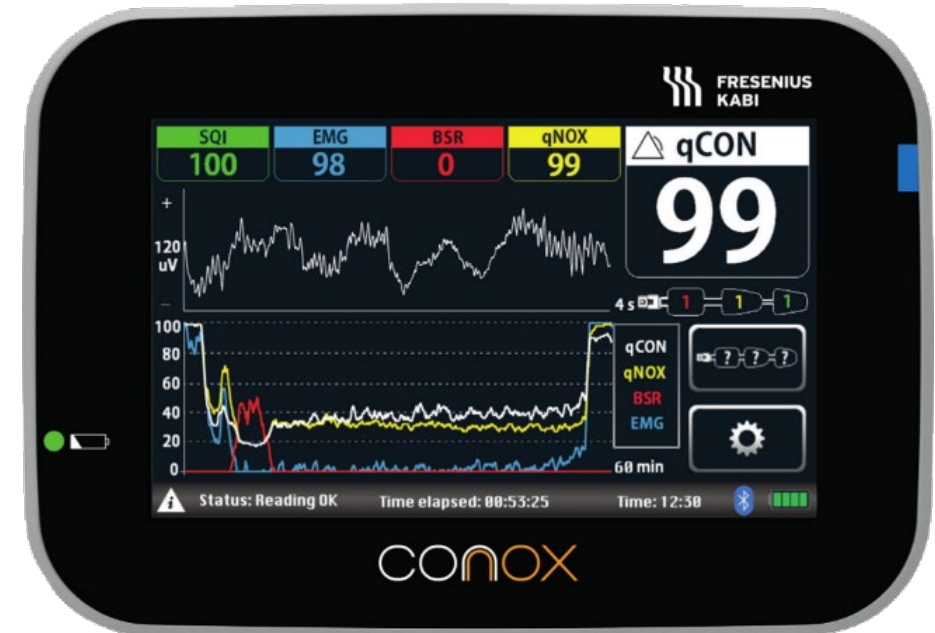 FRESENIUS
KABI
SQI
100
EMG
98
BSR
0
qNOX
99
qCON
99
+
120
uV
–
4 s
1
1
1
100
80
60
40
20
0
qCON
qNOX
BSR
EMG
60 min
? ? ?
i
Status: Reading OK
Time elapsed: 00:53:25
Time: 12:30
CONOX